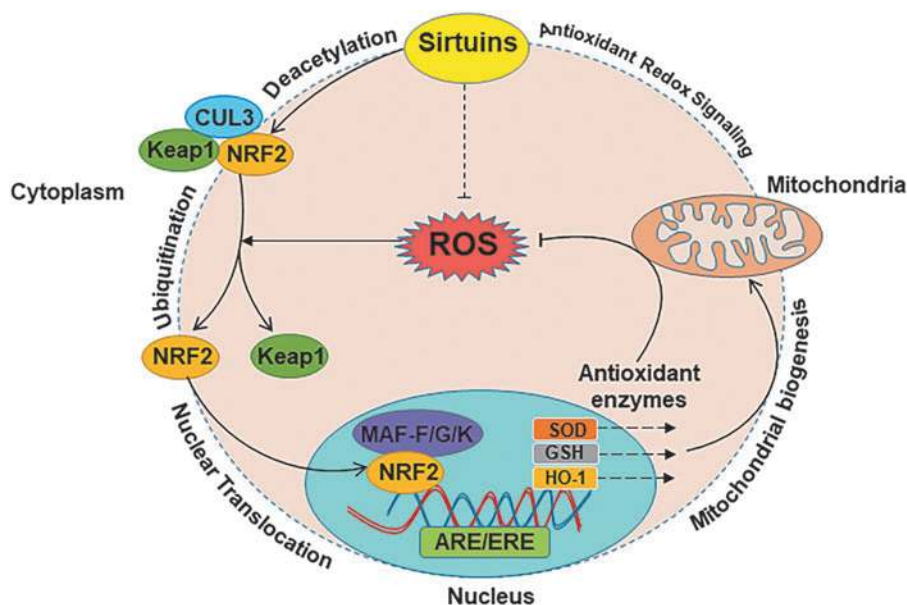 Sirtuins
Deacetylation
Antioxidant Redox Signaling
CUL3
Keap1
NRF2
Cytoplasm
Mitochondria
Ubiquitination
ROS
NRF2
Keap1
Antioxidant
enzymes
Mitochondrial biogenesis
Nuclear Translocation
MAF-F/G/K
NRF2
SOD
GSH
HO-1
ARE/ERE
Nucleus